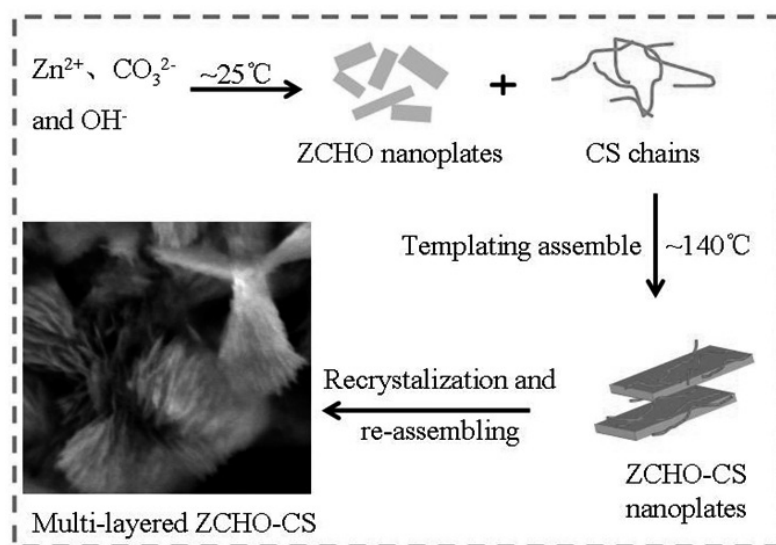 Zn²⁺、CO₃²⁻
and OH⁻
~25℃
ZCHO nanoplates
+
CS chains
Templating assemble
~140℃
ZCHO-CS
nanoplates
Recrystalization and
re-assembling
Multi-layered ZCHO-CS